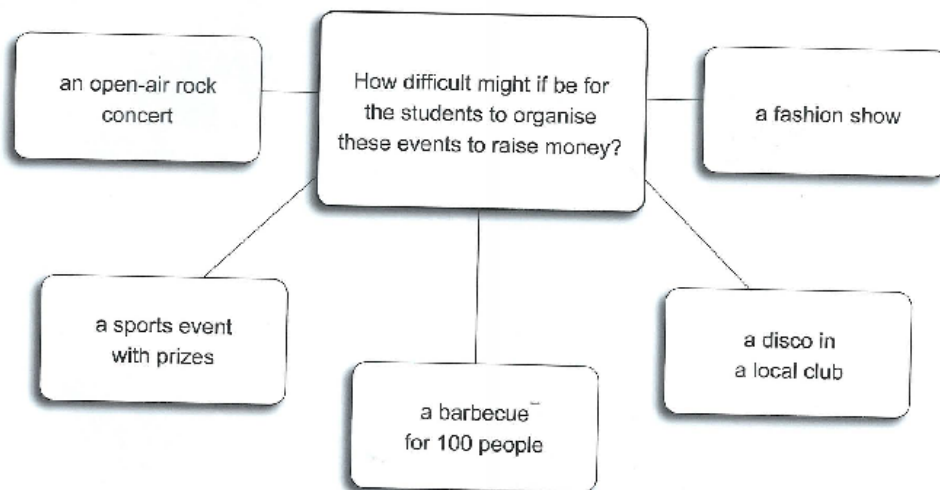 an open-air rock
concert
How difficult might if be for
the students to organise
these events to raise money?
a fashion show
a sports event
with prizes
a barbecue
for 100 people
a disco in
a local club